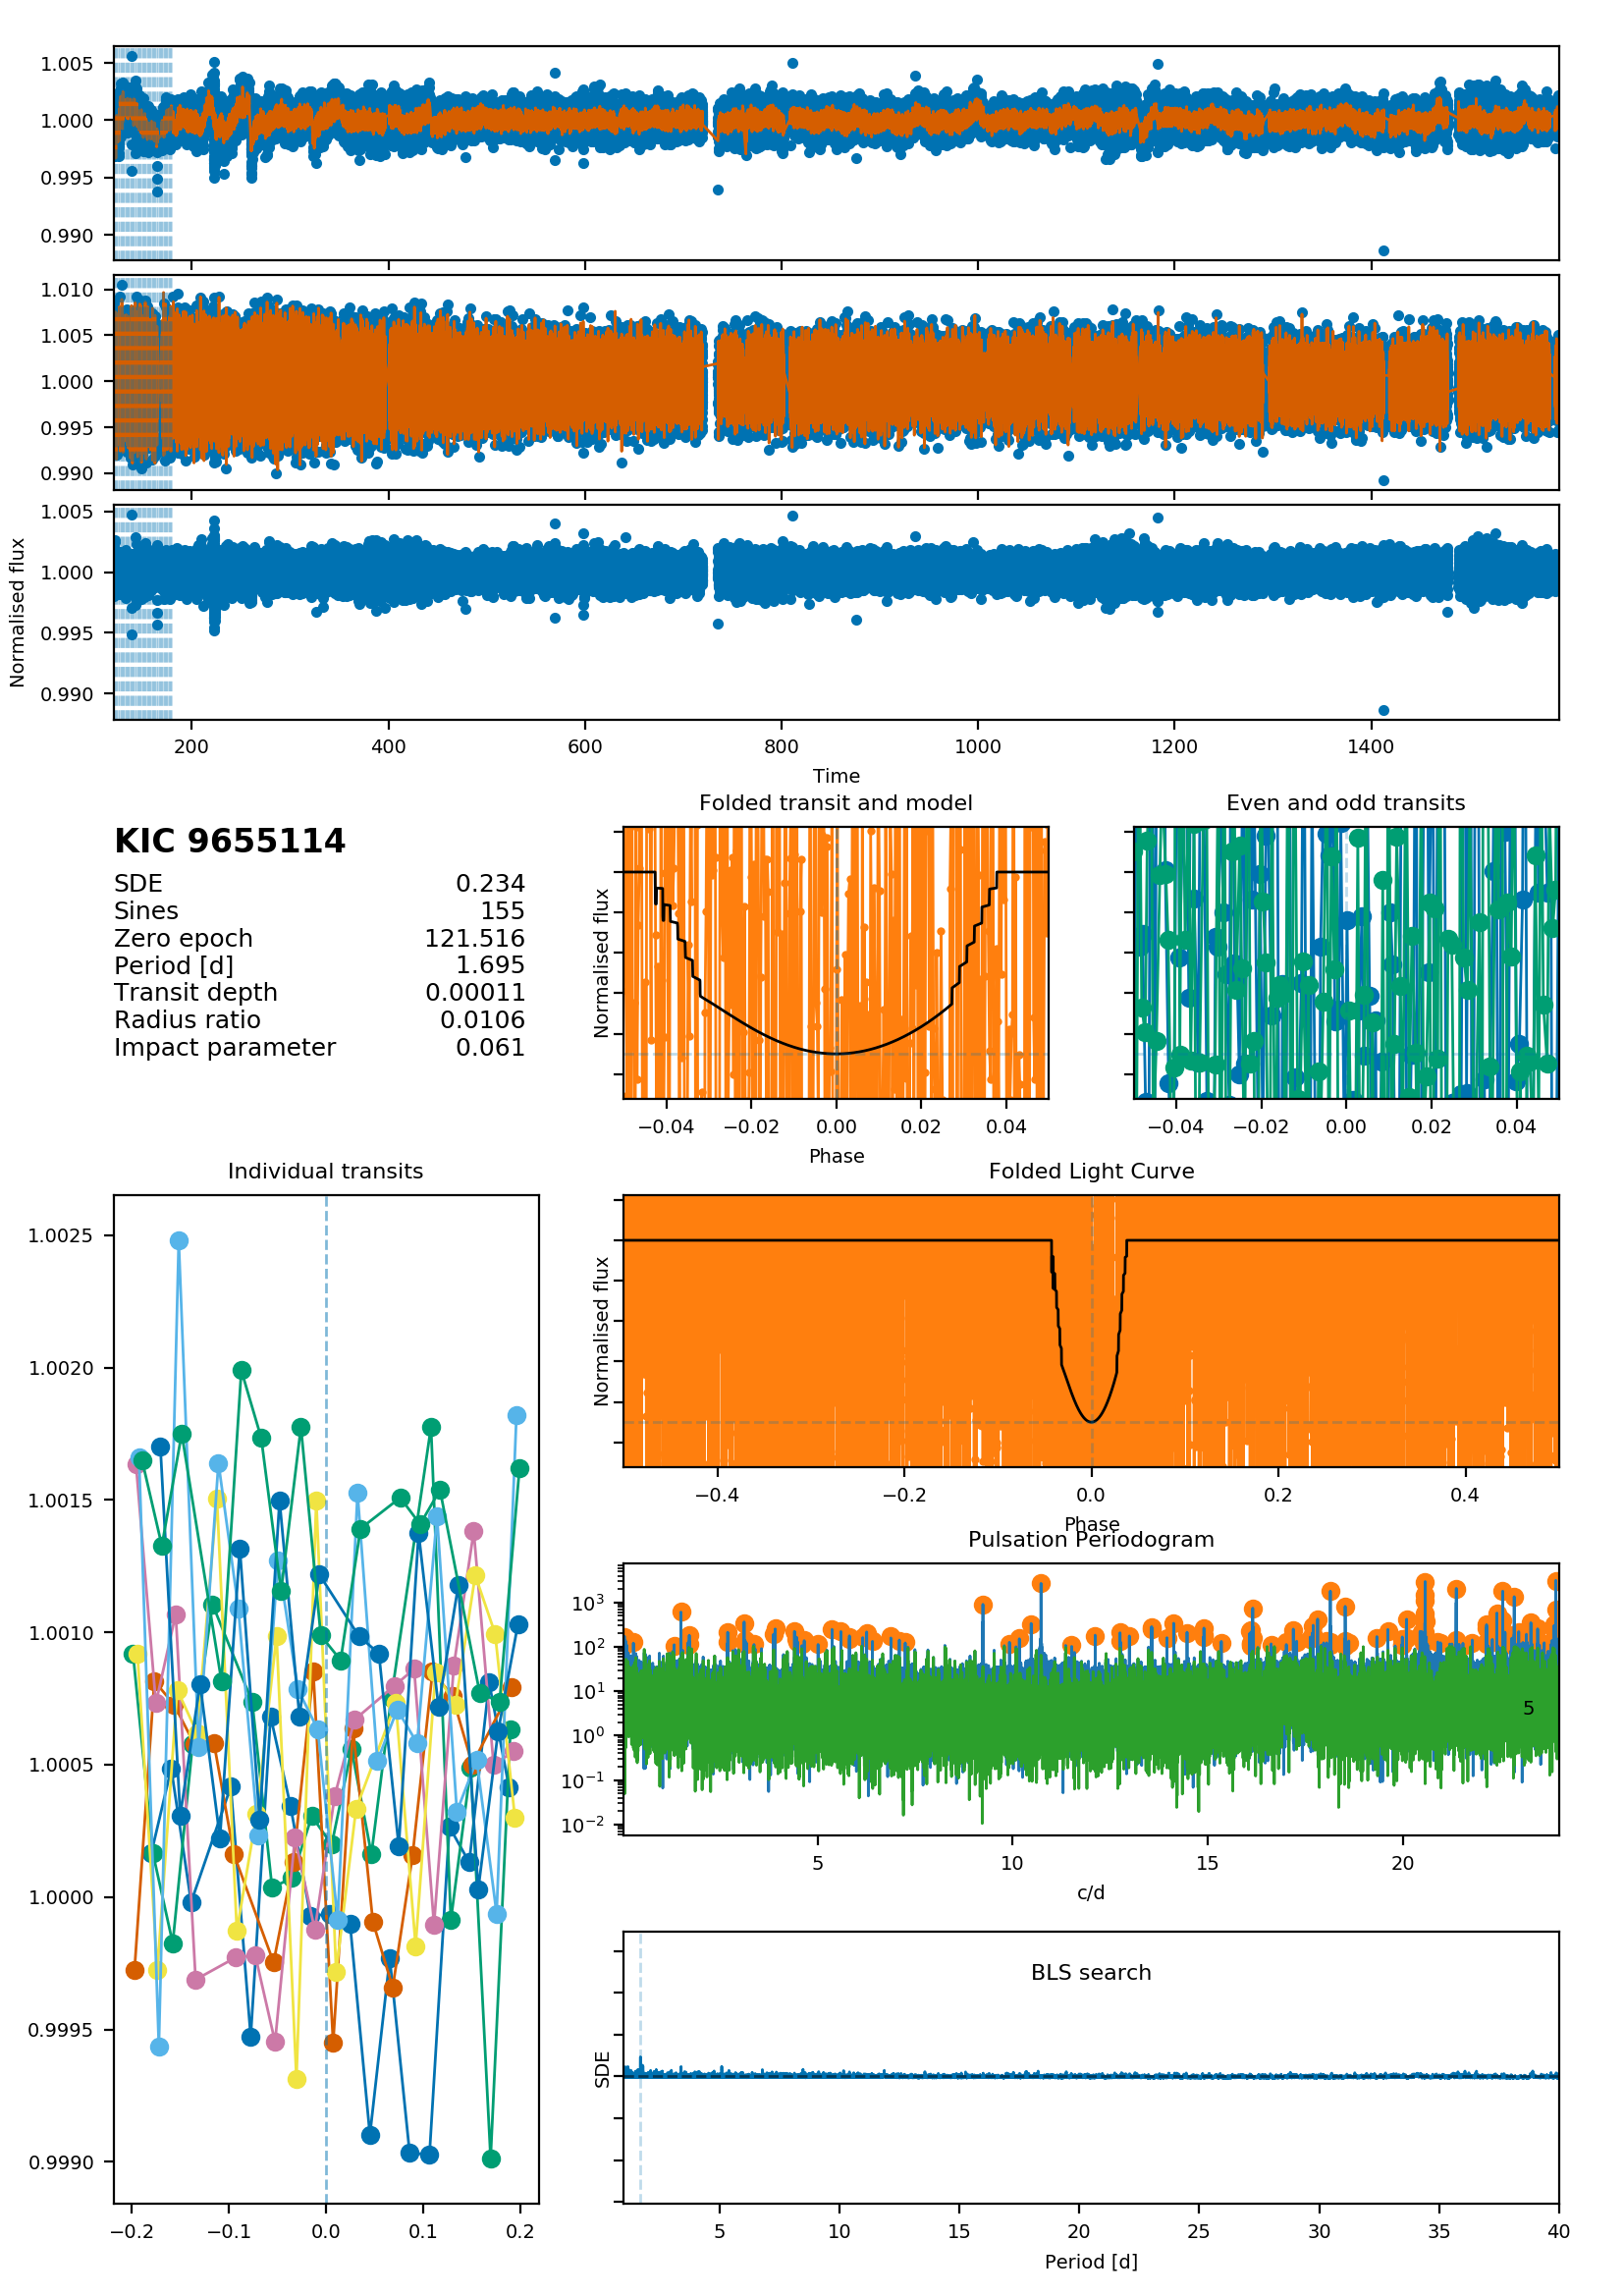 1.005
1.000
0.995
0.990
1.010
1.005
1.000
0.995
0.990
1.005
1.000
0.995
0.990
Normalised flux
200 400 600 800 1000 1200 1400
Time
KIC 9655114
SDE 0.234
Sines 155
Zero epoch 121.516
Period [d] 1.695
Transit depth 0.00011
Radius ratio 0.0106
Impact parameter 0.061
Folded transit and model
Normalised flux
−0.04 −0.02 0.00 0.02 0.04
Phase
Even and odd transits
−0.04 −0.02 0.00 0.02 0.04
Individual transits
1.0025
1.0020
1.0015
1.0010
1.0005
1.0000
0.9995
0.9990
−0.2 −0.1 0.0 0.1 0.2
Folded Light Curve
Normalised flux
−0.4 −0.2 0.0 0.2 0.4
Phase
Pulsation Periodogram
10³
10²
10¹
10⁰
10⁻¹
10⁻²
5
5 10 15 20
c/d
BLS search
SDE
5 10 15 20 25 30 35 40
Period [d]